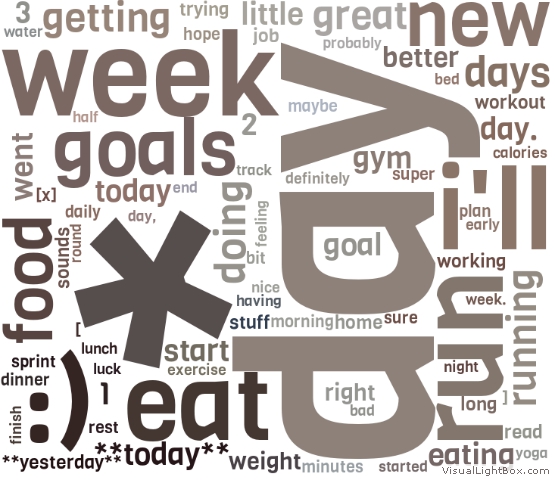 3
getting
trying
little
great
new
water
hope
job
probably
week
better
bed
days
maybe
workout
half
2
day.
goals
calories
went
gym
super
track
definitely
i'll
[x]
today
end
doing
day
plan
early
daily
day,
feeling
goal
food
sounds
round
*
bit
working
nice
week.
having
running
[
stuff
morning
home
sure
run
lunch
start
night
sprint
luck
exercise
dinner
:)
1
eat
right
long
]
bad
finish
rest
read
**yesterday**
**today**
weight
minutes
started
eating
yoga
VisualLightBox.com